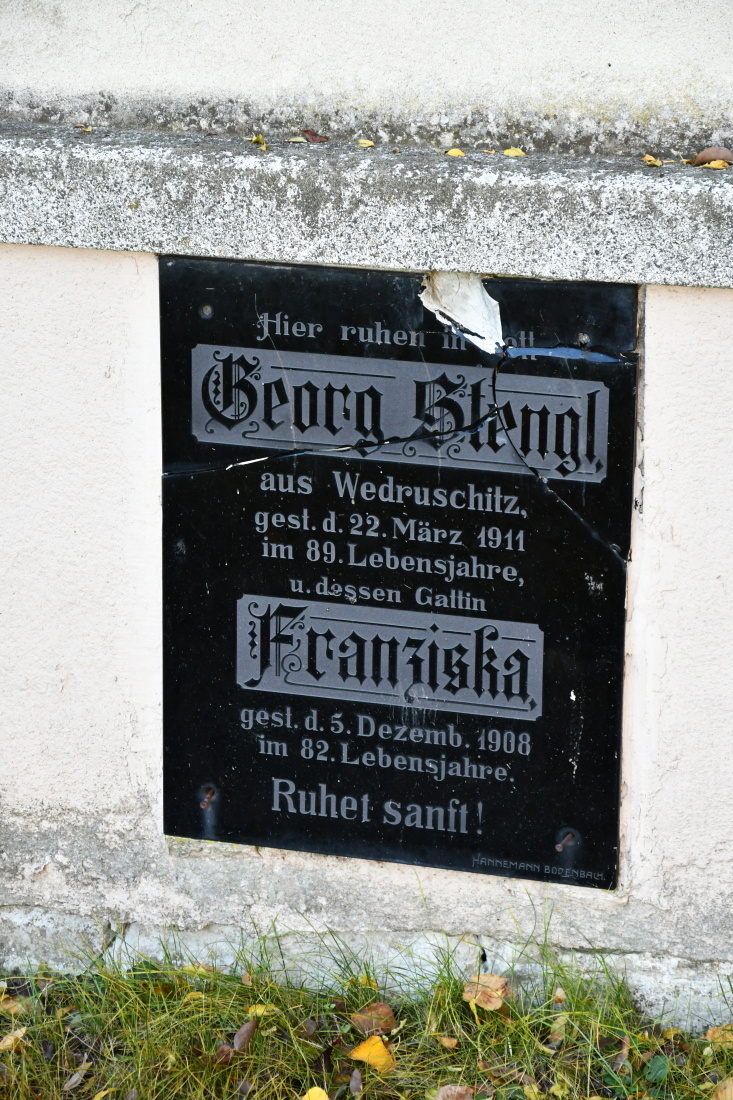 Hier ruhen in Gott
Georg Stengl,
aus Wedruschitz,
gest. d. 22. März 1911
im 89. Lebensjahre,
u. dessen Gattin
Franziska,
gest. d. 5. Dezemb. 1908
im 82. Lebensjahre.
Ruhet sanft!
HANNEMANN BODENBACH.